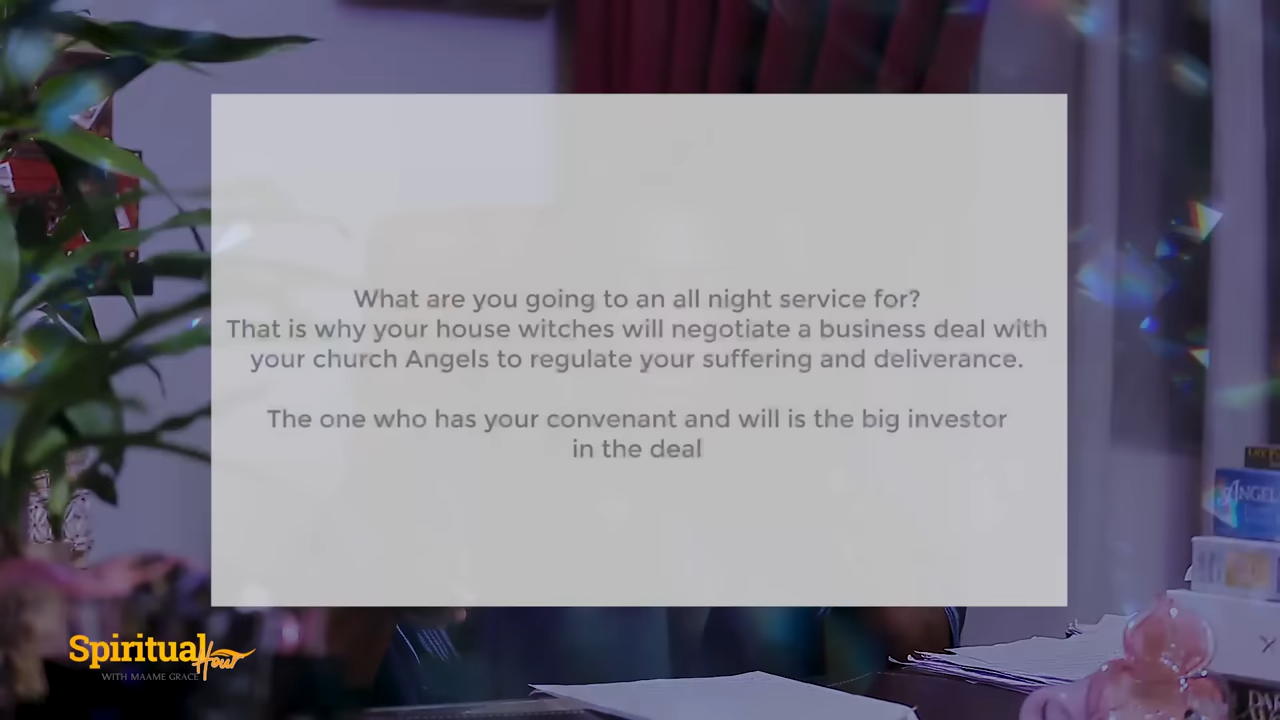 What are you going to an all night service for?
That is why your house witches will negotiate a business deal with
your church Angels to regulate your suffering and deliverance.
The one who has your convenant and will is the big investor
in the deal
ANGEL
Spiritual
Hour
WITH MAAME GRACE